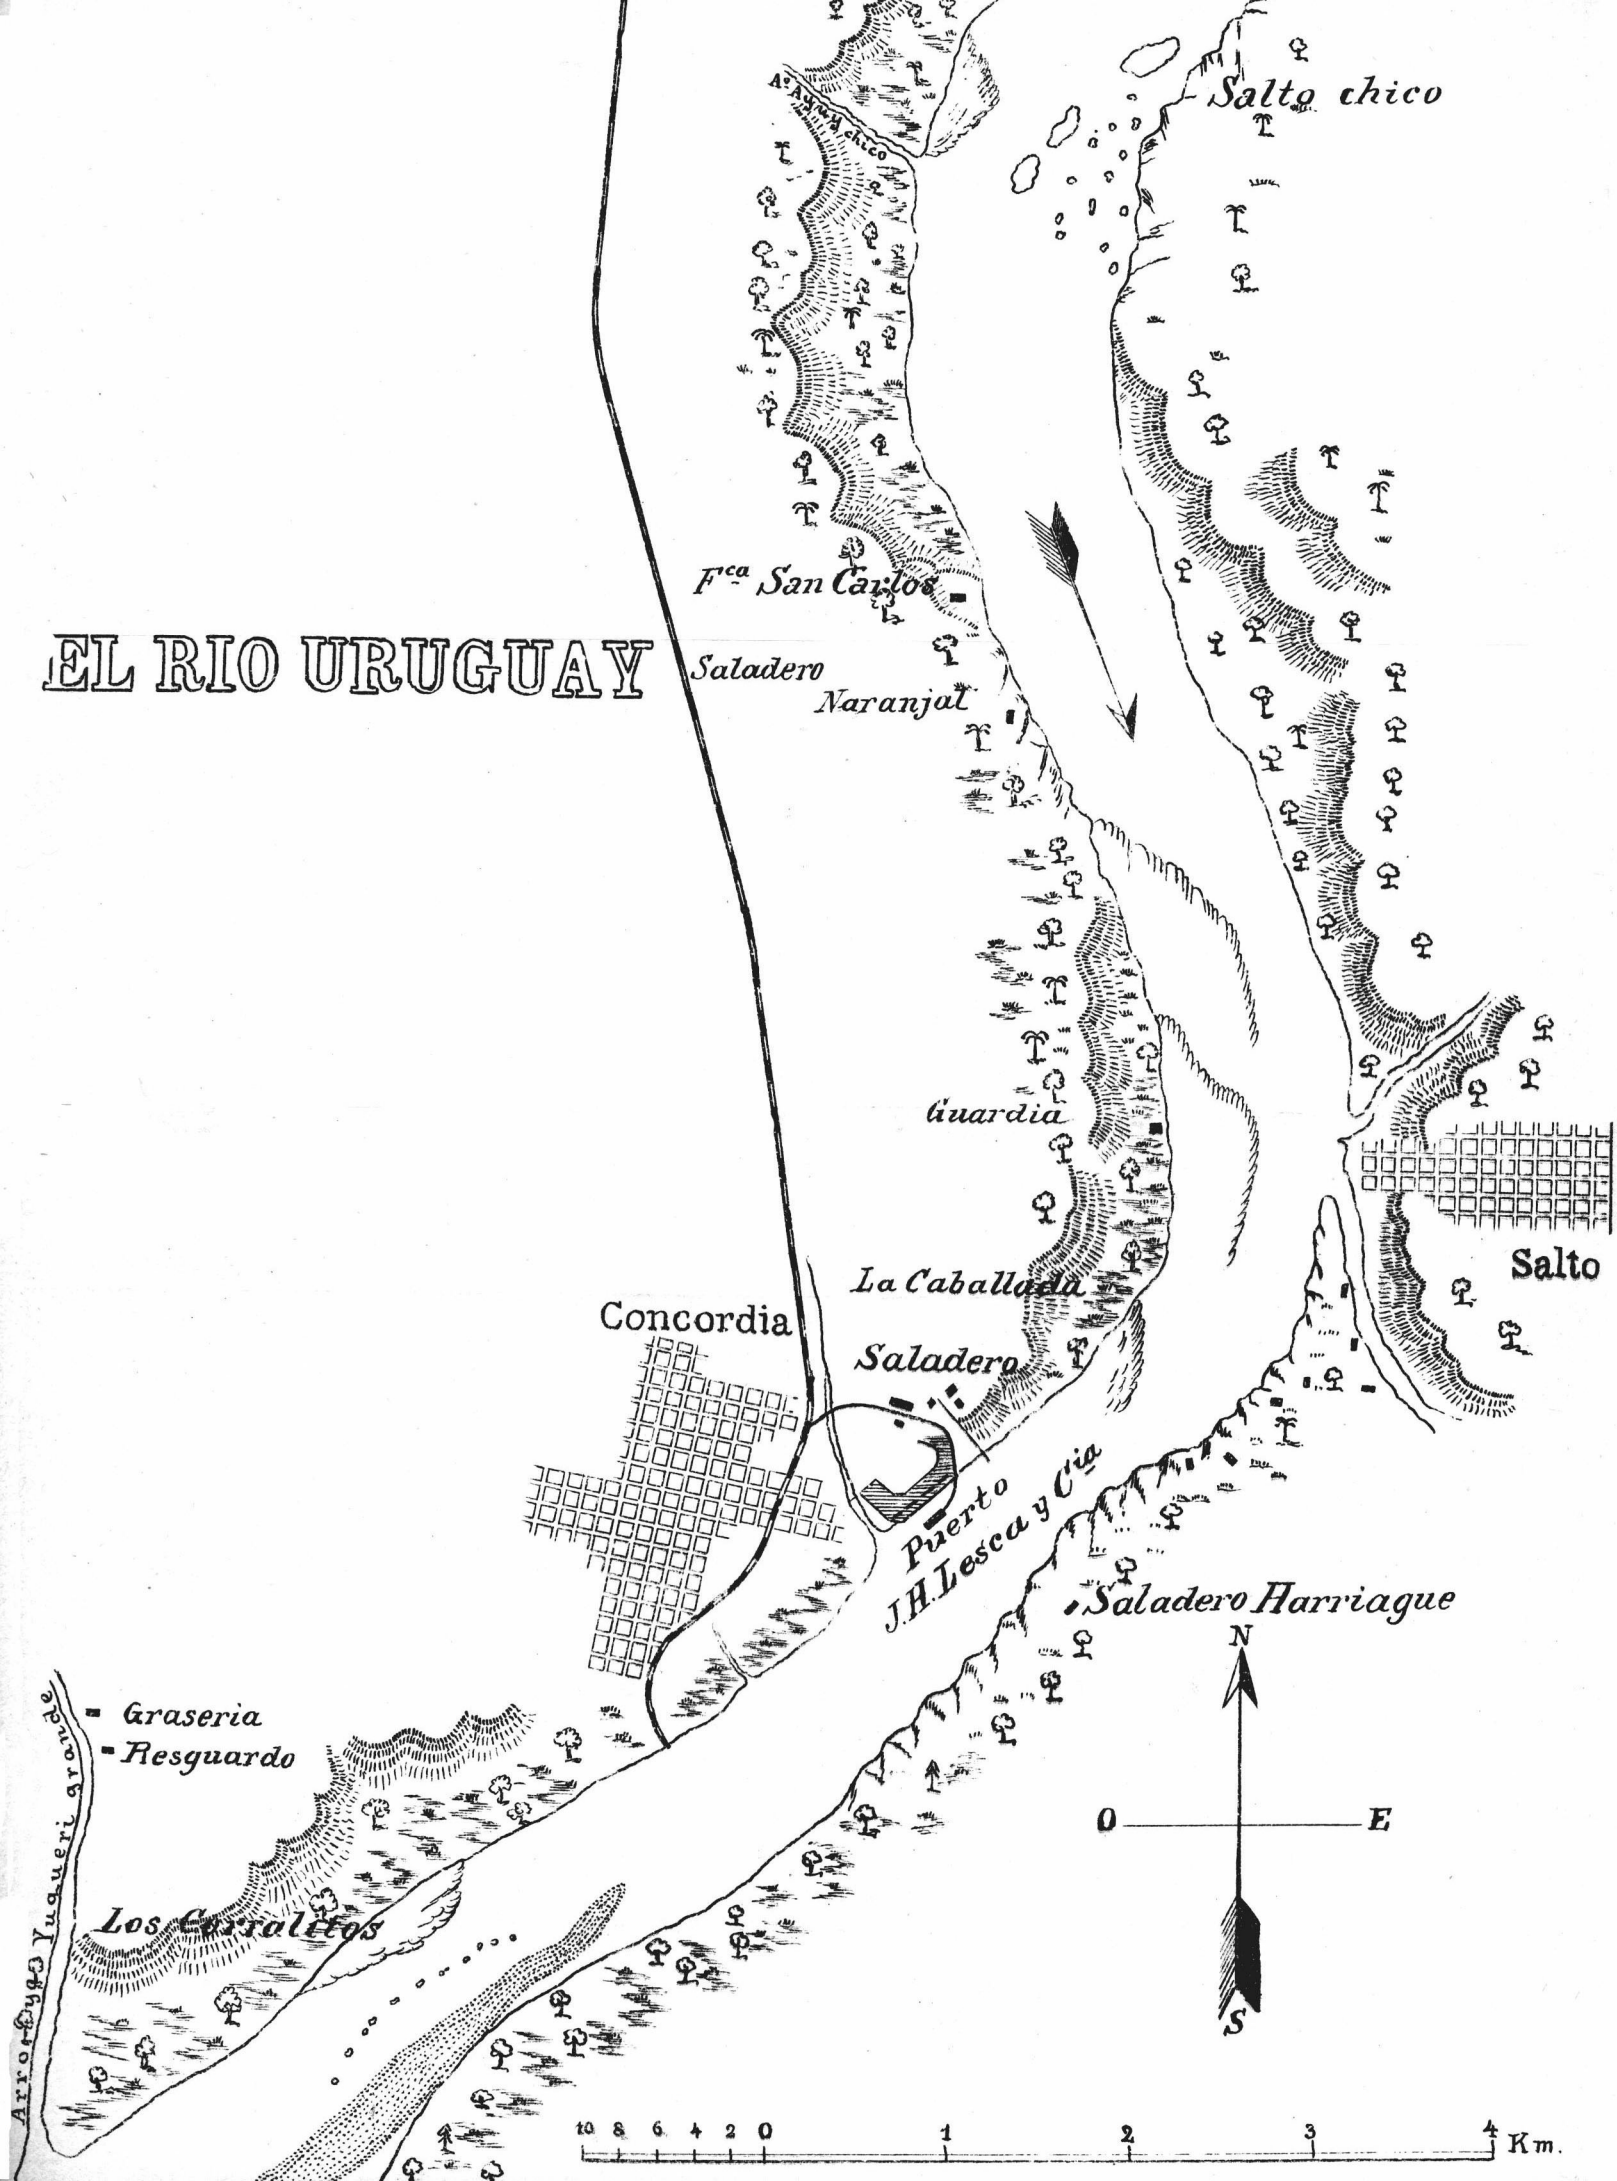 Salto chico
Aº Ayuy chico
Fca San Carlos
EL RIO URUGUAY
Saladero
Naranjal
Guardia
Salto
La Caballada
Concordia
Saladero
Puerto
J.H. Lesca y Cia
Saladero Harriague
N
Graseria
Resguardo
O
E
Yuqueri grande
Los Corralitos
S
10 8 6 4 2 0 1 2 3 4 Km.